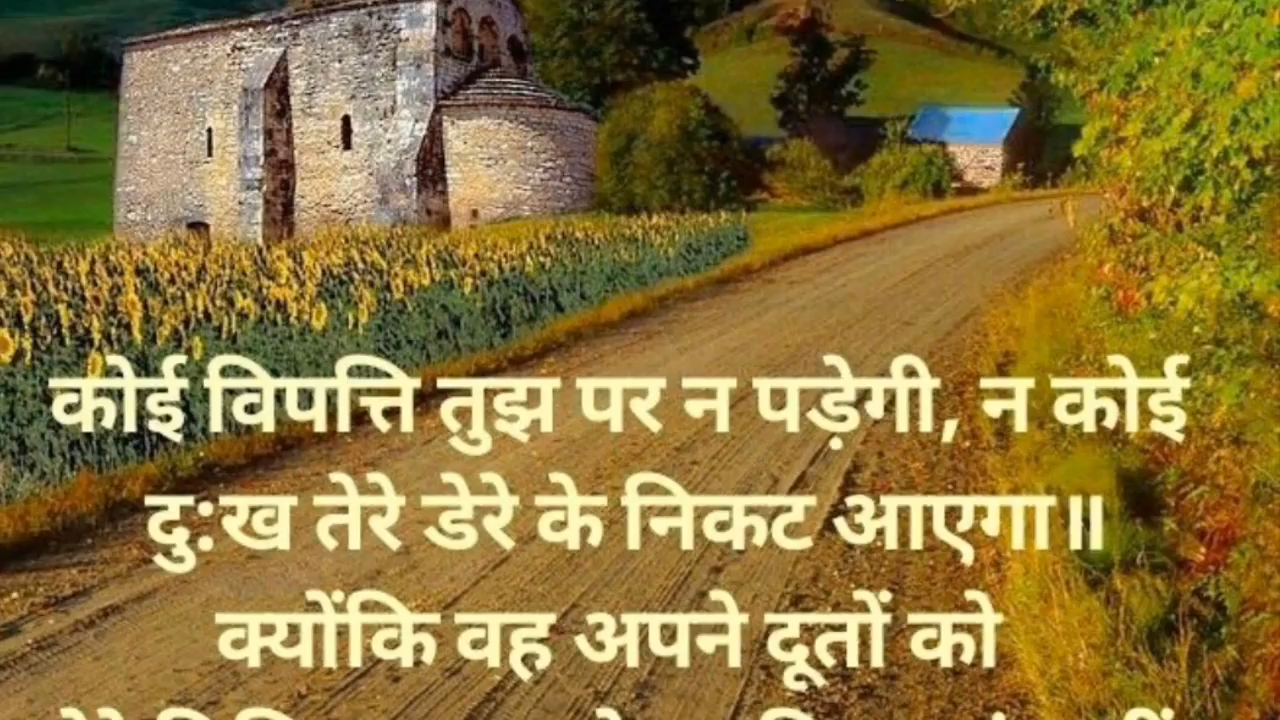 कोई विपत्ति तुझ पर न पड़ेगी, न कोई
दु:ख तेरे डेरे के निकट आएगा॥
क्योंकि वह अपने दूतों को